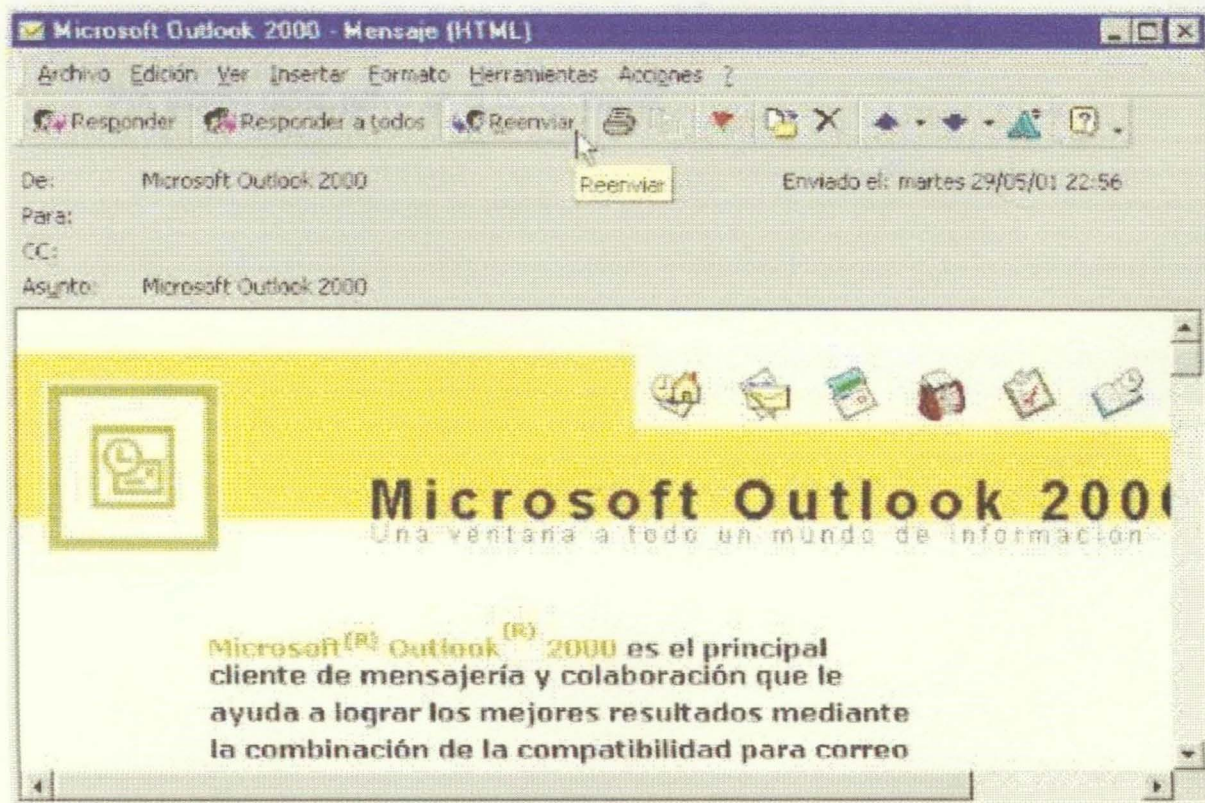 Microsoft Outlook 2000 - Mensaje (HTML)
Archivo Edición Ver Insertar Formato Herramientas Acciones ?
Responder Responder a todos Reenviar
Reenviar
De: Microsoft Outlook 2000 Enviado el: martes 29/05/01 22:56
Para:
CC:
Asunto: Microsoft Outlook 2000
Microsoft Outlook 200
Una ventana a todo un mundo de información
Microsoft(R) Outlook(R) 2000 es el principal
cliente de mensajería y colaboración que le
ayuda a lograr los mejores resultados mediante
la combinación de la compatibilidad para correo